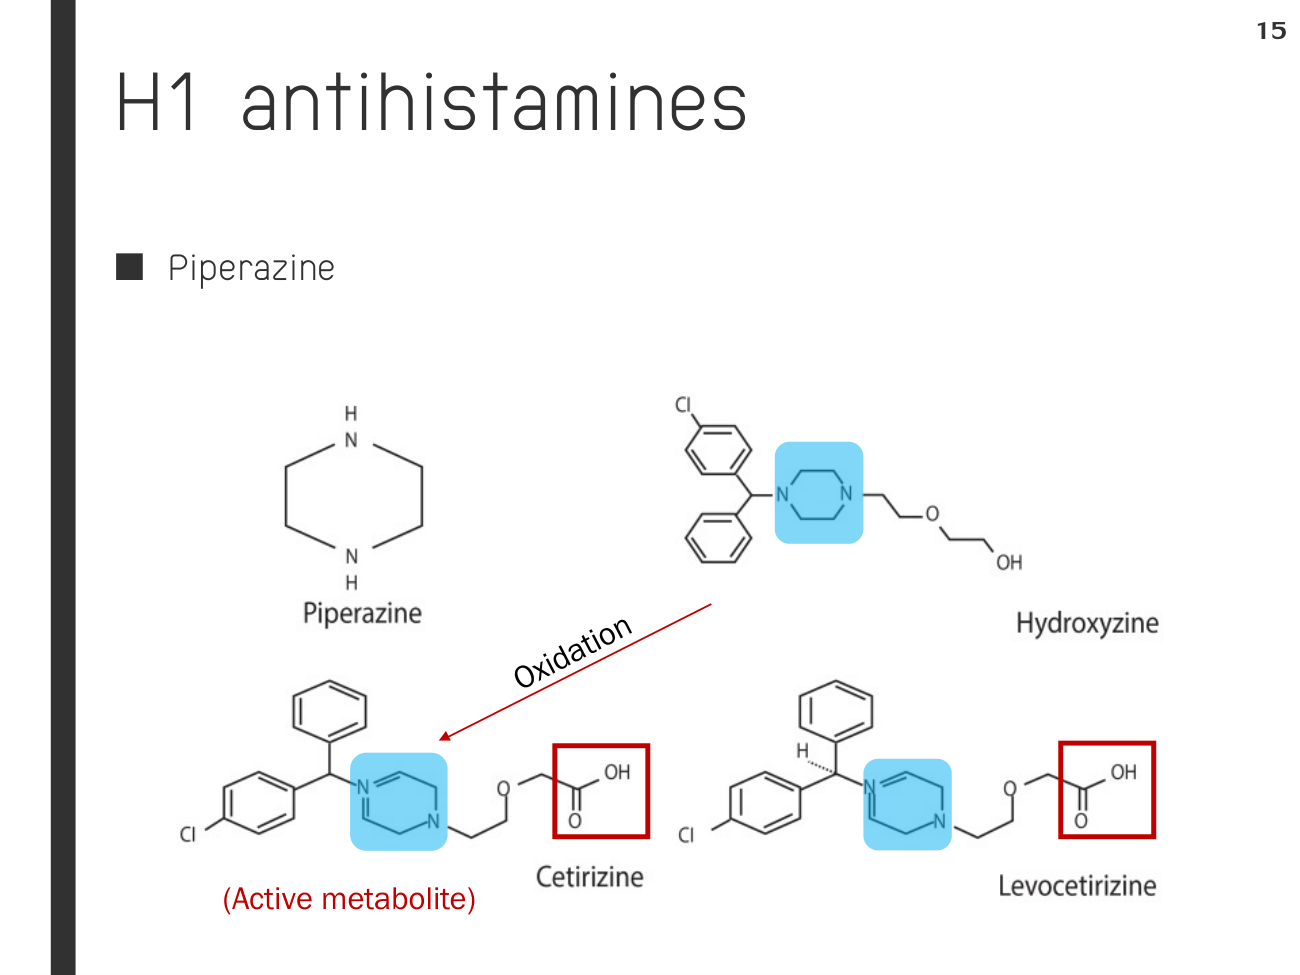 15
H1 antihistamines
Piperazine
H
N
N
H
Piperazine
Cl
N
N
O
OH
Hydroxyzine
Oxidation
N
N
O
OH
O
Cl
Cetirizine
(Active metabolite)
H
N
N
O
OH
O
Cl
Levocetirizine